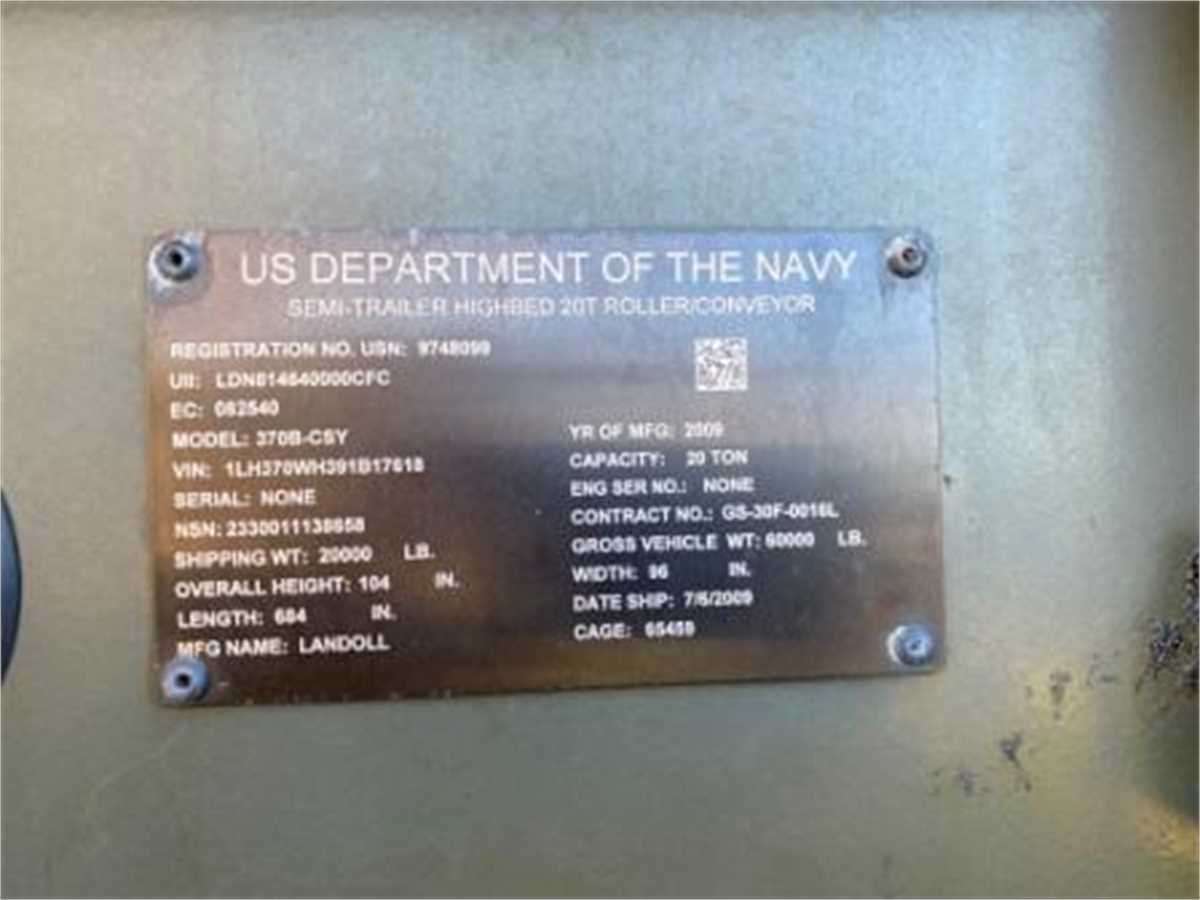 US DEPARTMENT OF THE NAVY
SEMI-TRAILER HIGHBED 20T ROLLER/CONVEYOR
REGISTRATION NO. USN: 9748099
UII: LDN814640000CFC
EC: 082540
MODEL: 370B-CSY
VIN: 1LH370WH391B17618
SERIAL: NONE
NSN: 2330011138658
SHIPPING WT: 20000 LB.
OVERALL HEIGHT: 104 IN.
LENGTH: 684 IN.
MFG NAME: LANDOLL
YR OF MFG: 2009
CAPACITY: 20 TON
ENG SER NO.: NONE
CONTRACT NO.: GS-30F-0016L
GROSS VEHICLE WT: 60000 LB.
WIDTH: 96 IN.
DATE SHIP: 7/6/2009
CAGE: 65459